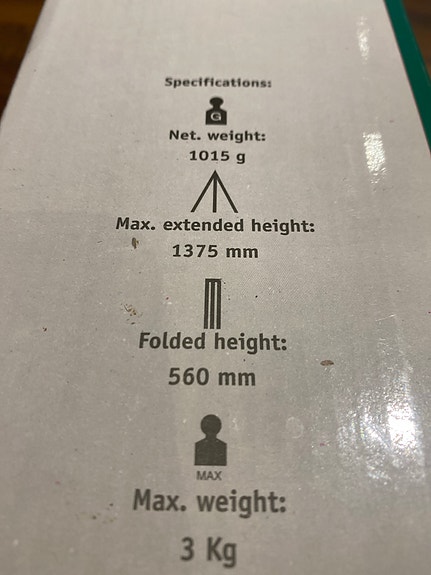 Specifications:
G
Net. weight:
1015 g
Max. extended height:
1375 mm
Folded height:
560 mm
MAX
Max. weight:
3 Kg